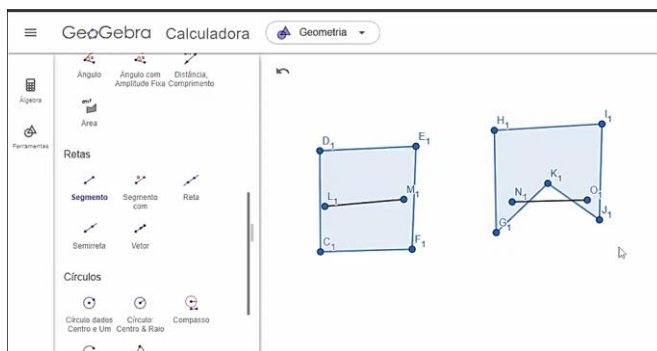 GeoGebra Calculadora Geometria
Álgebra
Ferramentas
Ângulo Ângulo com Amplitude Fixa Distância, Comprimento
Área
Retas
Segmento Segmento com Reta
Semirreta Vetor
Círculos
Círculo dados Centro e Um Círculo: Centro & Raio Compasso
D₁ E₁
L₁ M₁
C₁ F₁
H₁ I₁
K₁
N₁ O₁
G₁ J₁